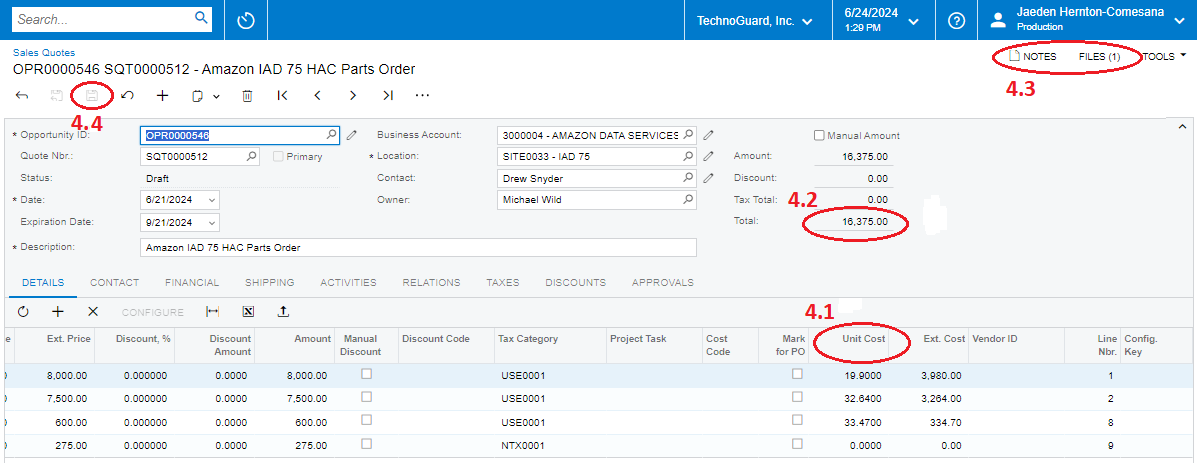 Search...
TechnoGuard, Inc.
6/24/2024
1:29 PM
Jaeden Hernton-Comesana
Production
Sales Quotes
OPR0000546 SQT0000512 - Amazon IAD 75 HAC Parts Order
NOTES FILES (1) TOOLS
4.3
4.4
* Opportunity ID: OPR0000546 Business Account: 3000004 - AMAZON DATA SERVICES Manual Amount
Quote Nbr.: SQT0000512 Primary * Location: SITE0033 - IAD 75 Amount: 16,375.00
Status: Draft Contact: Drew Snyder Discount: 0.00
* Date: 6/21/2024 Owner: Michael Wild 4.2 Tax Total: 0.00
Expiration Date: 9/21/2024 Total: 16,375.00
* Description: Amazon IAD 75 HAC Parts Order
DETAILS CONTACT FINANCIAL SHIPPING ACTIVITIES RELATIONS TAXES DISCOUNTS APPROVALS
CONFIGURE 4.1
Ext. Price Discount, % Discount Amount Amount Manual Discount Discount Code Tax Category Project Task Cost Code Mark for PO Unit Cost Ext. Cost Vendor ID Line Nbr. Config. Key
8,000.00 0.000000 0.0000 8,000.00 USE0001 19.9000 3,980.00 1
7,500.00 0.000000 0.0000 7,500.00 USE0001 32.6400 3,264.00 2
600.00 0.000000 0.0000 600.00 USE0001 33.4700 334.70 8
275.00 0.000000 0.0000 275.00 NTX0001 0.0000 0.00 9